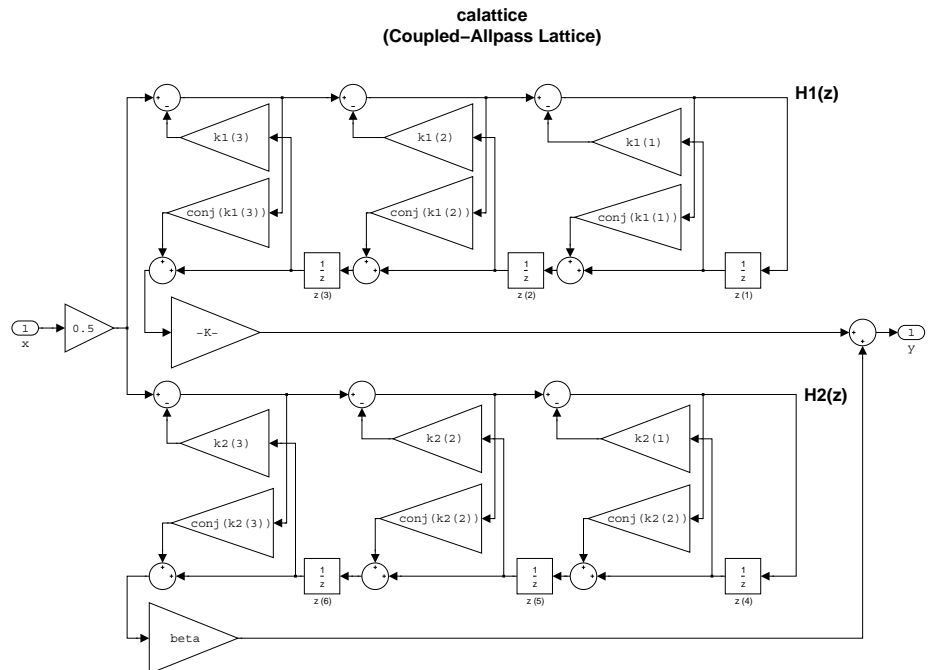 calattice
(Coupled−Allpass Lattice)
H1(z)
k1(3)
k1(2)
k1(1)
conj(k1(3))
conj(k1(2))
conj(k1(1))
1
z
z (3)
1
z
z (2)
1
z
z (1)
1
x
0.5
-K-
1
y
H2(z)
k2(3)
k2(2)
k2(1)
conj(k2(3))
conj(k2(2))
conj(k2(2))
1
z
z (6)
1
z
z (5)
1
z
z (4)
beta